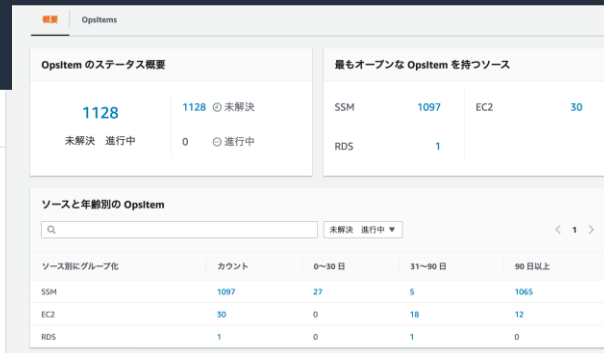 概要 OpsItems
OpsItem のステータス概要
1128
未解決 進行中
1128 未解決
0 進行中
最もオープンな OpsItem を持つソース
SSM 1097 EC2 30
RDS 1
ソースと年齢別の OpsItem
未解決 進行中 ▼ < 1 >
ソース別にグループ化 カウント 0〜30 日 31〜90 日 90 日以上
SSM 1097 27 5 1065
EC2 30 0 18 12
RDS 1 0 1 0